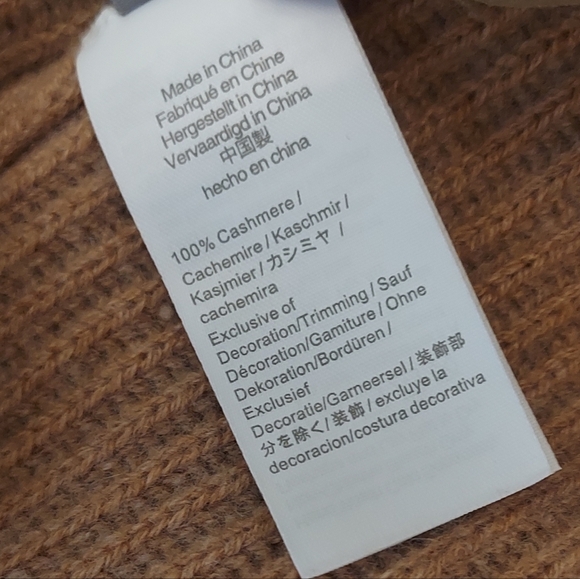 Made in China
Fabriqué en Chine
Hergestellt in China
Vervaardigd in China
中国製
hecho en china
100% Cashmere /
Cachemire / Kaschmir /
Kasjmier / カシミヤ /
cachemira
Exclusive of
Decoration/Trimming / Sauf
Décoration/Garniture / Ohne
Dekoration/Bordüren /
Exclusief
Decoratie/Garneersel / 装飾部
分を除く/ 装飾 / excluye la
decoracion/costura decorativa